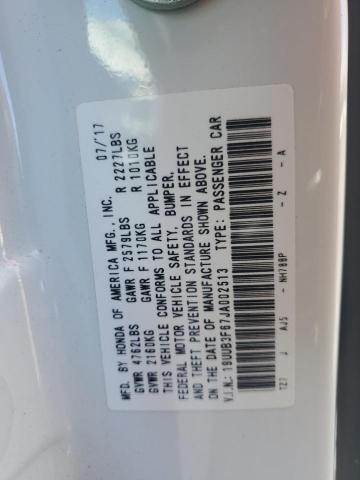 MFD. BY HONDA OF AMERICA MFG., INC. 07/17
GVWR 4762LBS GAWR F 2579LBS R 2227LBS
GVWR 2160KG GAWR F 1170KG R 1010KG
THIS VEHICLE CONFORMS TO ALL APPLICABLE
FEDERAL MOTOR VEHICLE SAFETY, BUMPER,
AND THEFT PREVENTION STANDARDS IN EFFECT
ON THE DATE OF MANUFACTURE SHOWN ABOVE.
V.I.N.: 19UUB3F67JA002513 TYPE: PASSENGER CAR
TZ7 J AJ5 - NH788P - Z - A